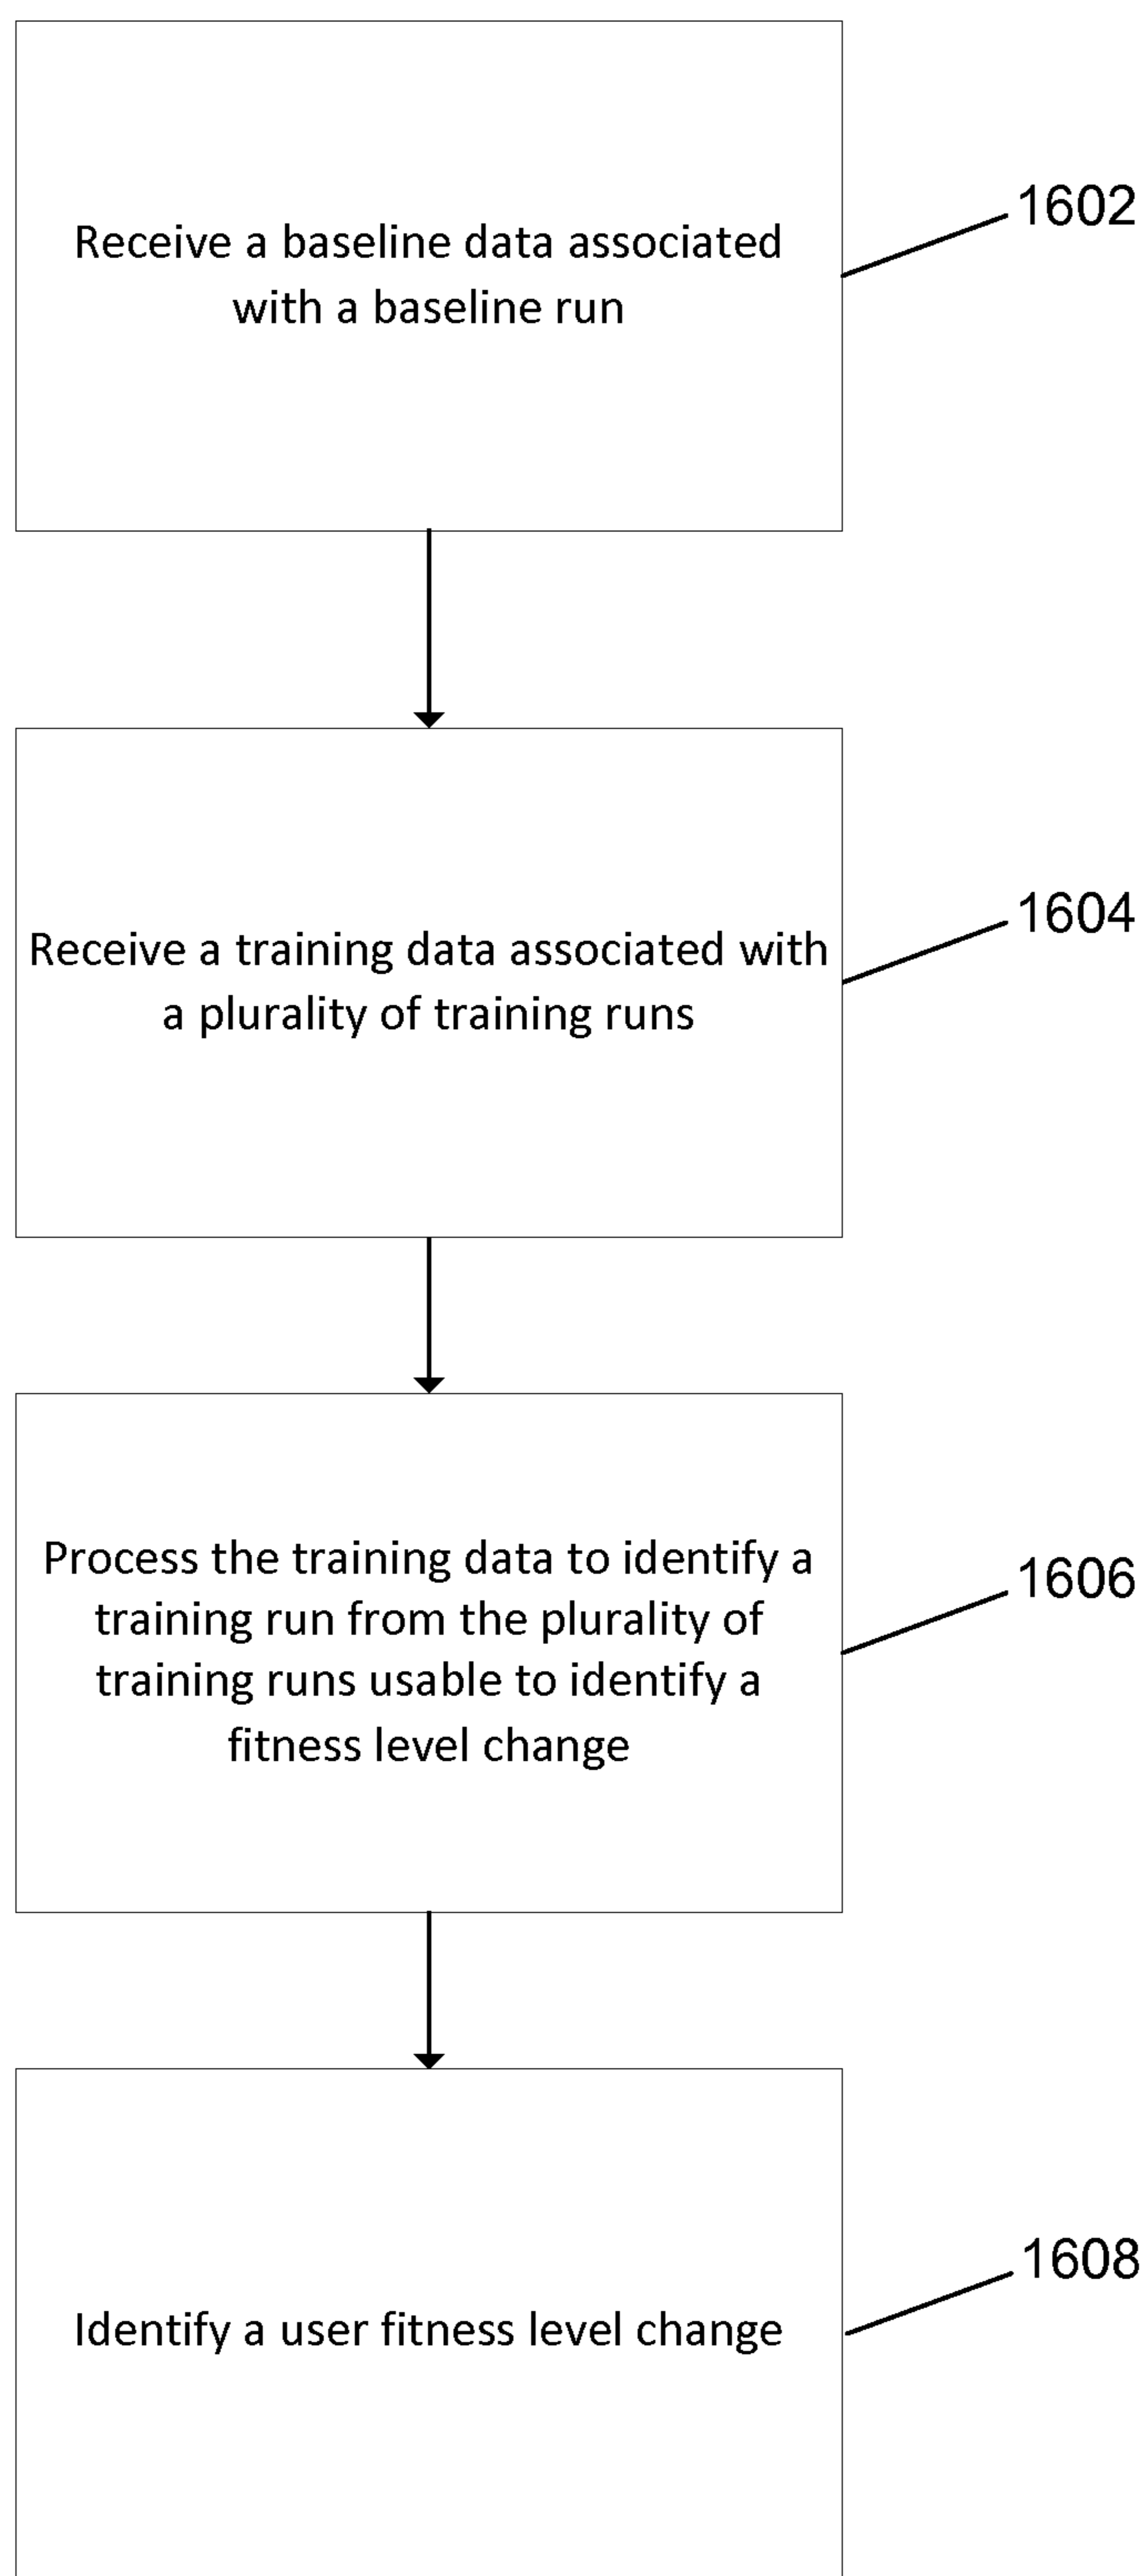 Receive a baseline data associated
with a baseline run
1602
Receive a training data associated with
a plurality of training runs
1604
Process the training data to identify a
training run from the plurality of
training runs usable to identify a
fitness level change
1606
Identify a user fitness level change
1608